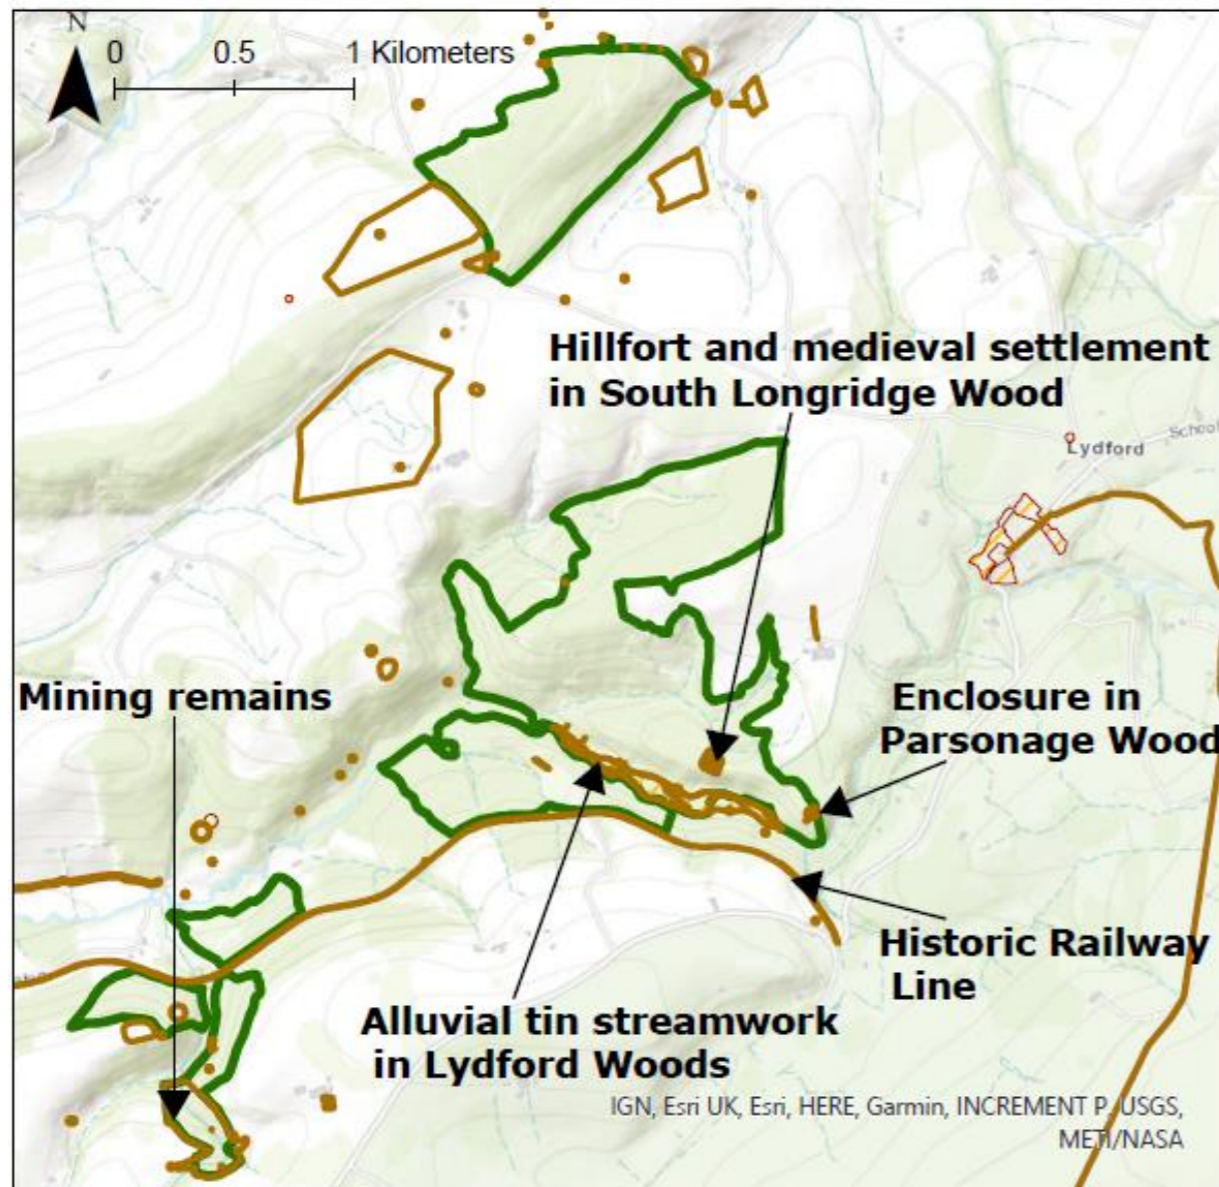 N
0 0.5 1 Kilometers
Hillfort and medieval settlement
in South Longridge Wood
School
Lydford
Mining remains
Enclosure in
Parsonage Wood
Historic Railway
Line
Alluvial tin streamwork
in Lydford Woods
IGN, Esri UK, Esri, HERE, Garmin, INCREMENT P, USGS,
METI/NASA